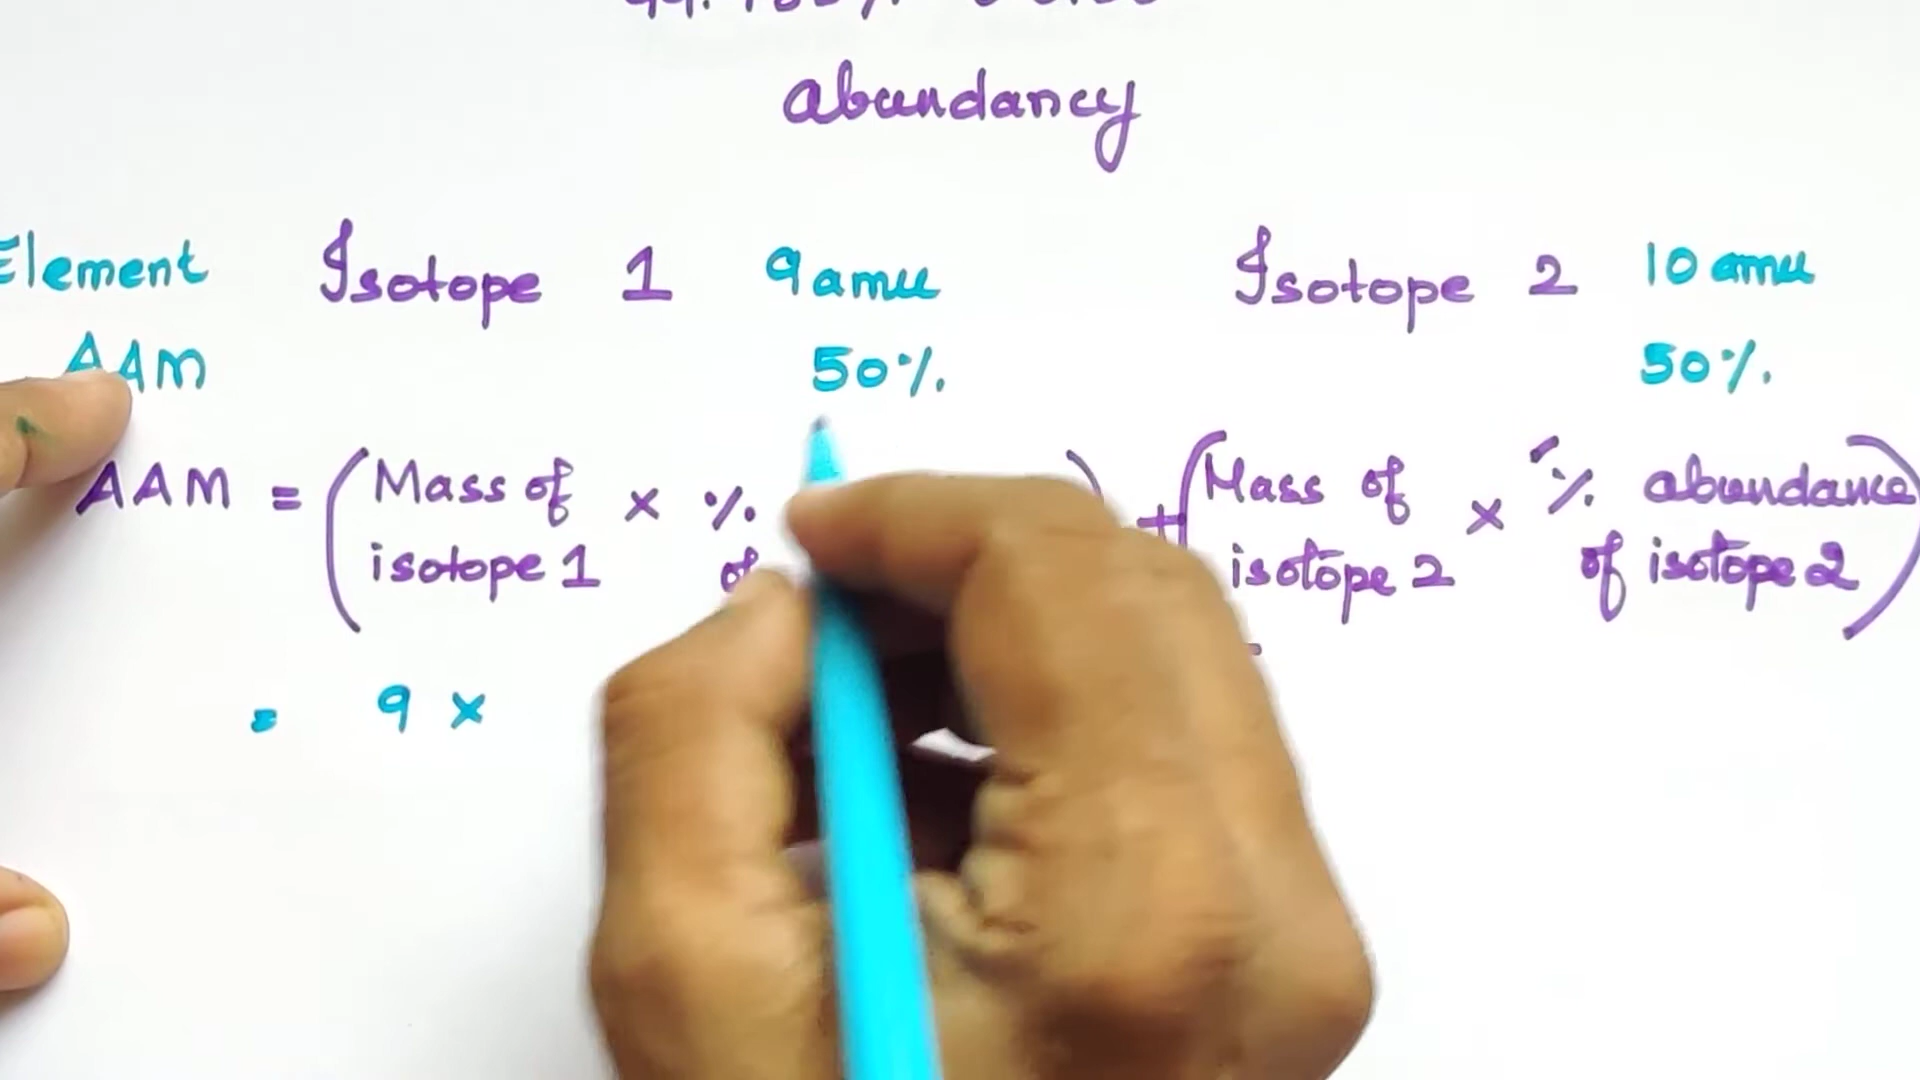 abundancy
Element Isotope 1 9 amu Isotope 2 10 amu
AAM 50% 50%
AAM = (Mass of × % ) + (Mass of × % abundance
isotope 1 of isotope 2 of isotope 2)
= 9 ×